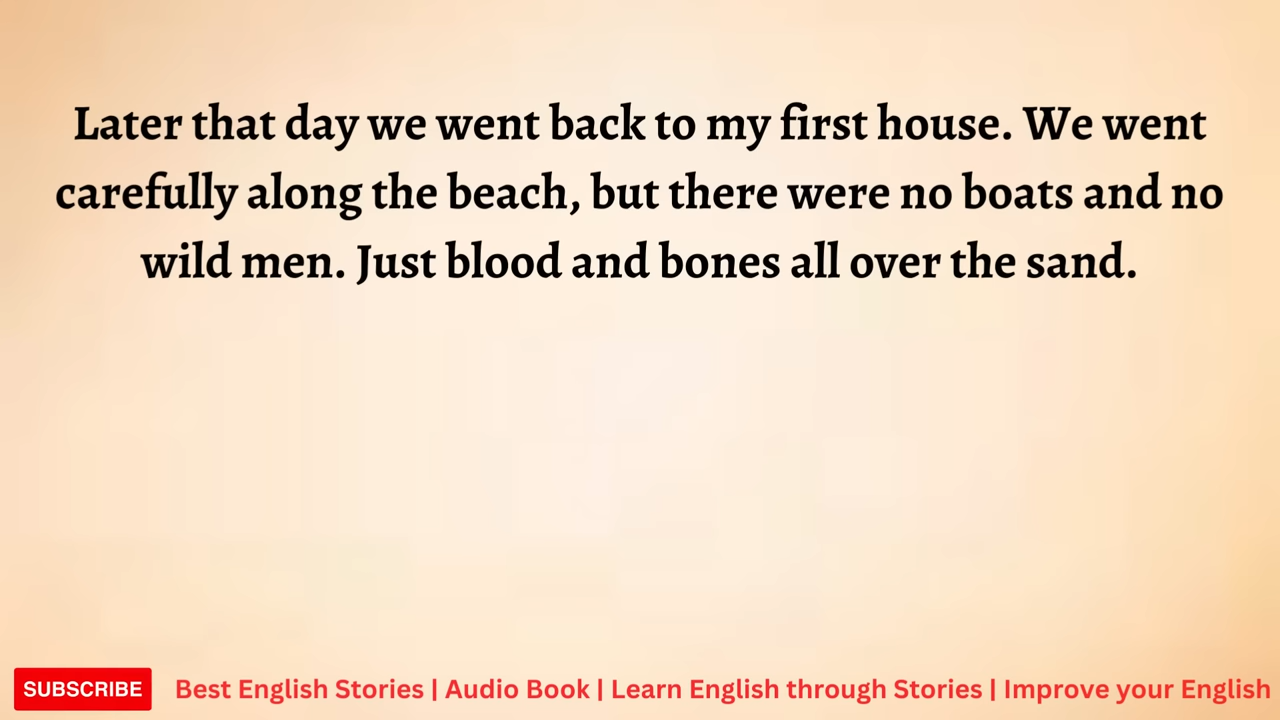 Later that day we went back to my first house. We went
carefully along the beach, but there were no boats and no
wild men. Just blood and bones all over the sand.
SUBSCRIBE
Best English Stories | Audio Book | Learn English through Stories | Improve your English